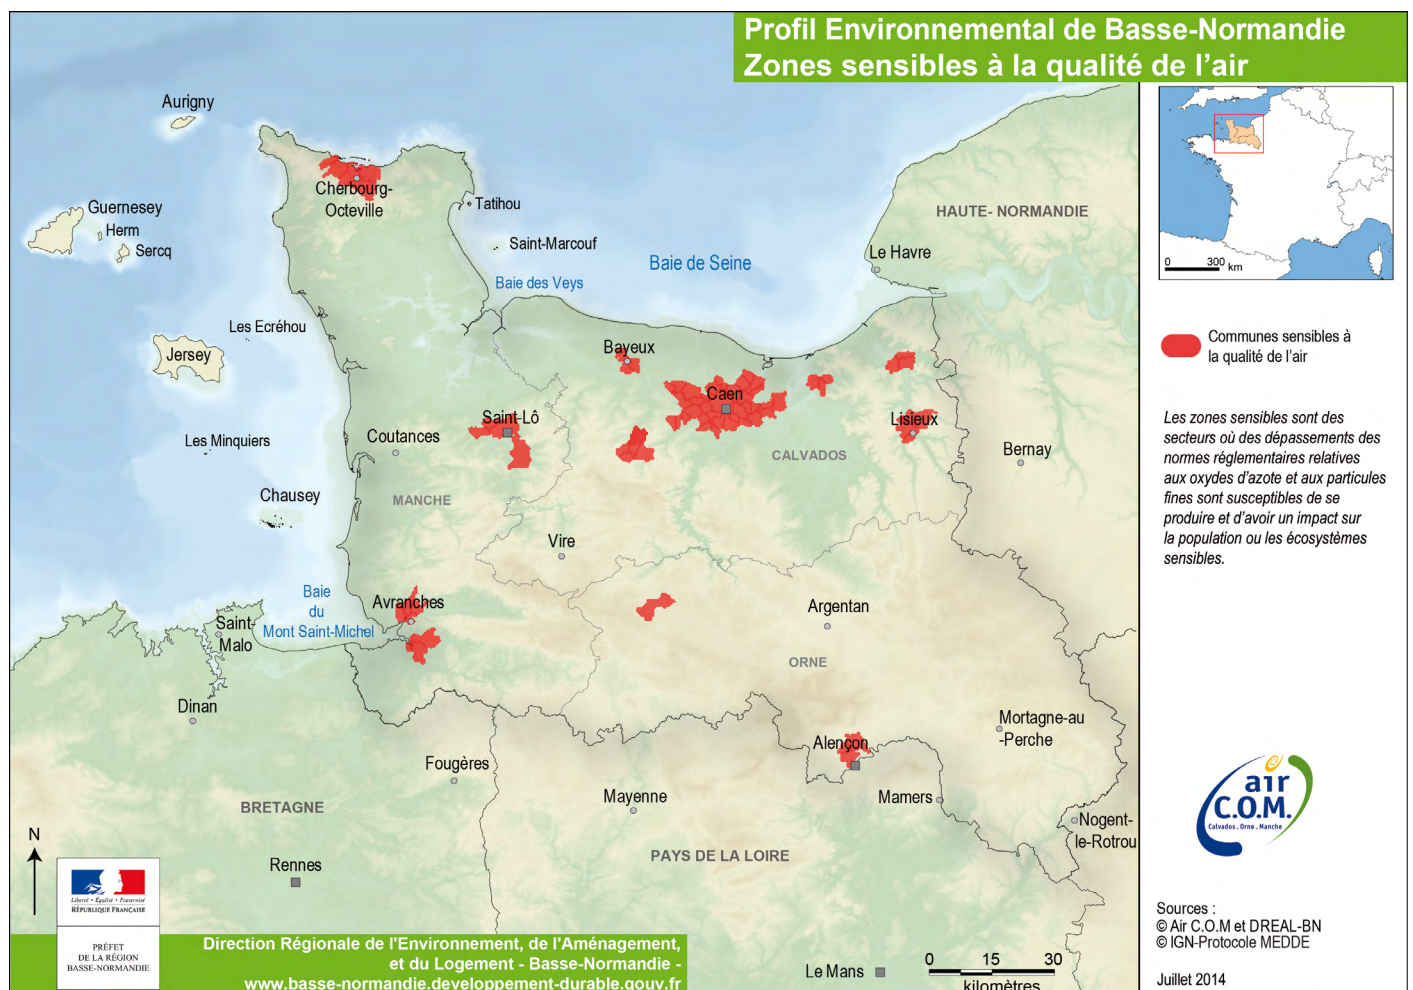 Profil Environnemental de Basse-Normandie
Zones sensibles à la qualité de l'air
Aurigny
Cherbourg-
Octeville
Guernesey
Herm
Sercq
Tatihou
Saint-Marcouf
Baie de Seine
Baie des Veys
HAUTE- NORMANDIE
Le Havre
Les Ecréhou
Jersey
Bayeux
Caen
Saint-Lô
Lisieux
Coutances
Les Minquiers
CALVADOS
Bernay
Chausey
MANCHE
Vire
Baie
du
Mont Saint-Michel
Avranches
Argentan
Saint-
Malo
ORNE
Dinan
Mortagne-au
-Perche
Alençon
Fougères
Mayenne
Mamers
BRETAGNE
Nogent-
le-Rotrou
PAYS DE LA LOIRE
Rennes
Le Mans
N
0 15 30
kilomètres
0 300 km
Communes sensibles à
la qualité de l'air
Les zones sensibles sont des
secteurs où des dépassements des
normes réglementaires relatives
aux oxydes d'azote et aux particules
fines sont susceptibles de se
produire et d'avoir un impact sur
la population ou les écosystèmes
sensibles.
air
C.O.M.
Calvados . Orne . Manche
Sources :
© Air C.O.M et DREAL-BN
© IGN-Protocole MEDDE
Juillet 2014
Liberté • Égalité • Fraternité
RÉPUBLIQUE FRANÇAISE
PRÉFET
DE LA RÉGION
BASSE-NORMANDIE
Direction Régionale de l'Environnement, de l'Aménagement,
et du Logement - Basse-Normandie -
www.basse-normandie.developpement-durable.gouv.fr